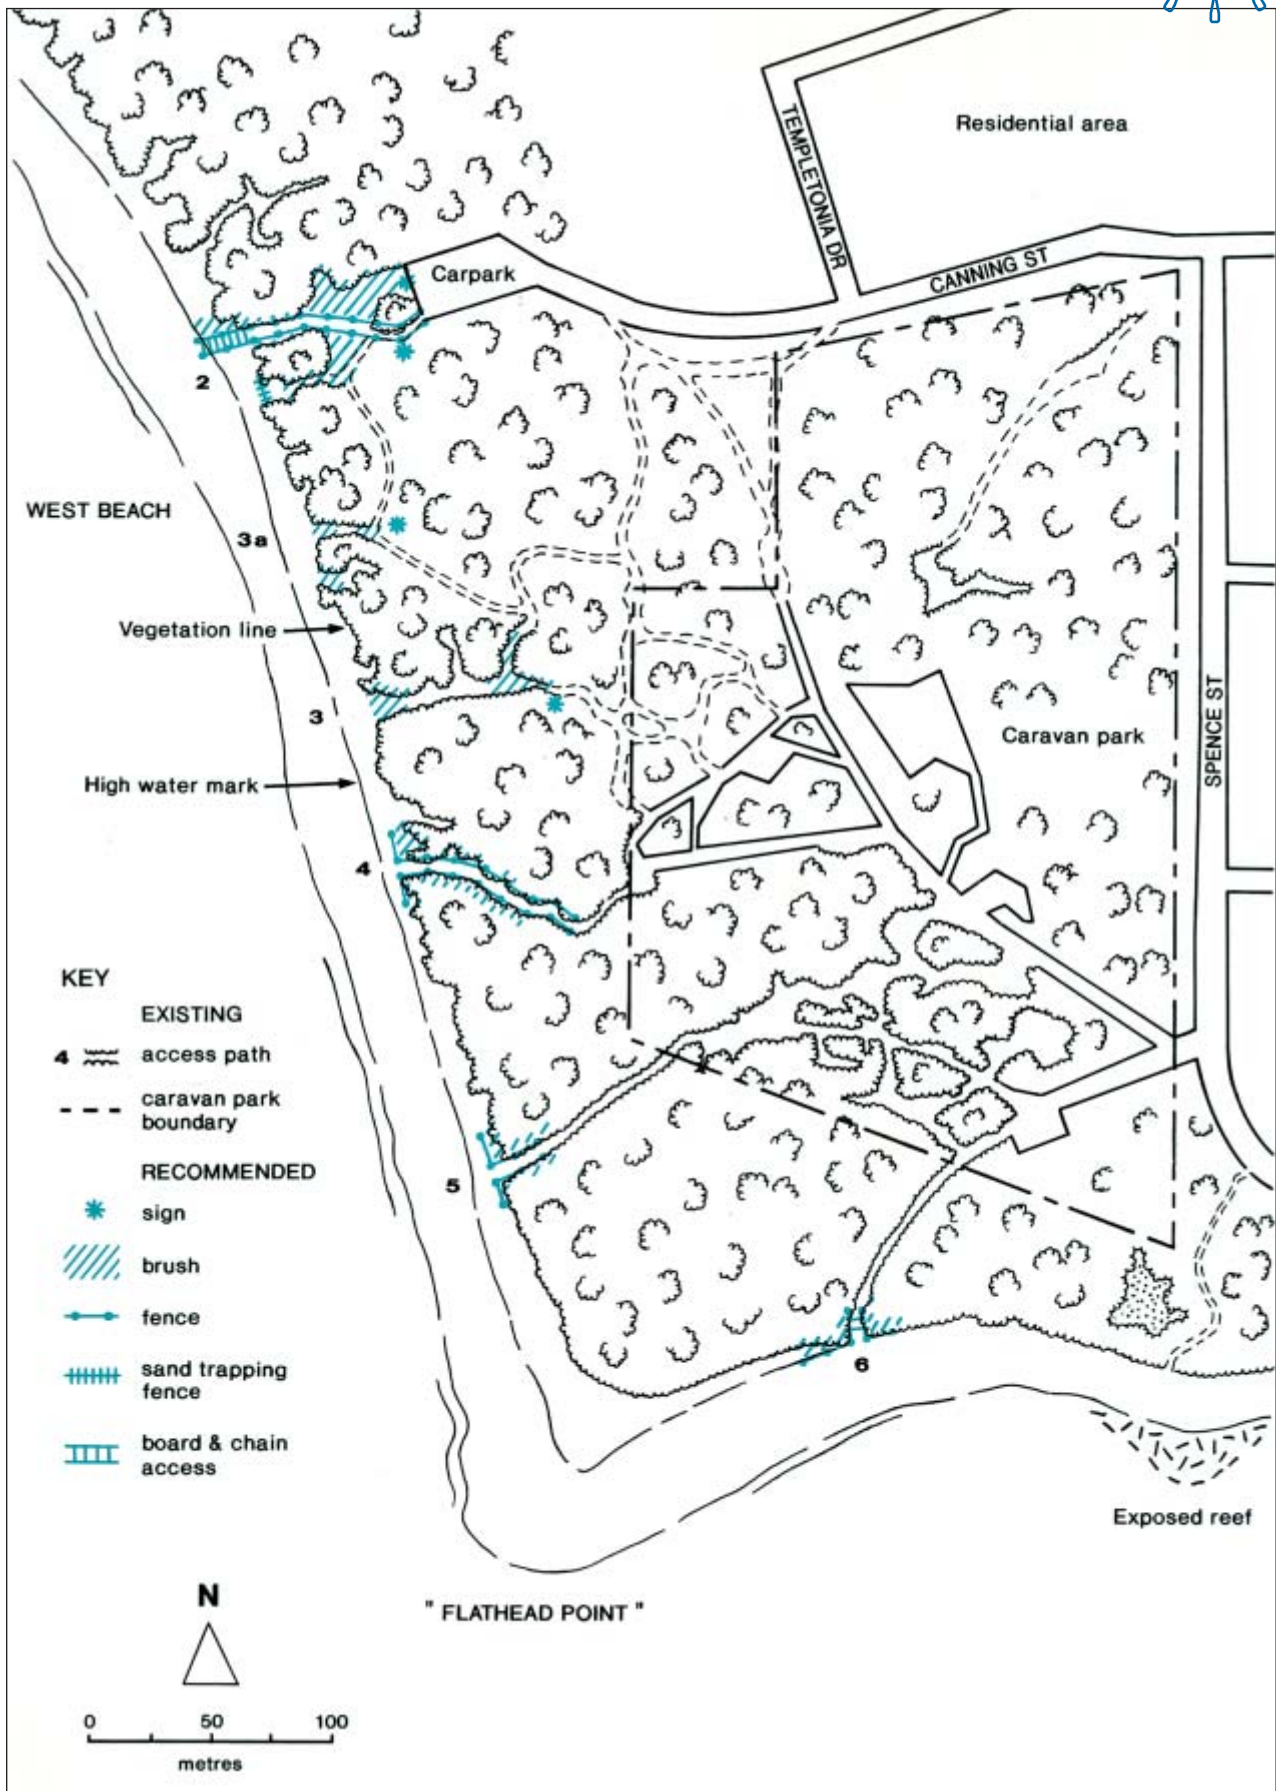 Residential area
TEMPLETONIA DR
CANNING ST
Carpark
2
WEST BEACH
3a
Vegetation line
3
SPENCE ST
Caravan park
High water mark
4
KEY
EXISTING
4 access path
caravan park
boundary
RECOMMENDED
sign
brush
fence
sand trapping
fence
board & chain
access
5
6
Exposed reef
" FLATHEAD POINT "
N
0 50 100
metres